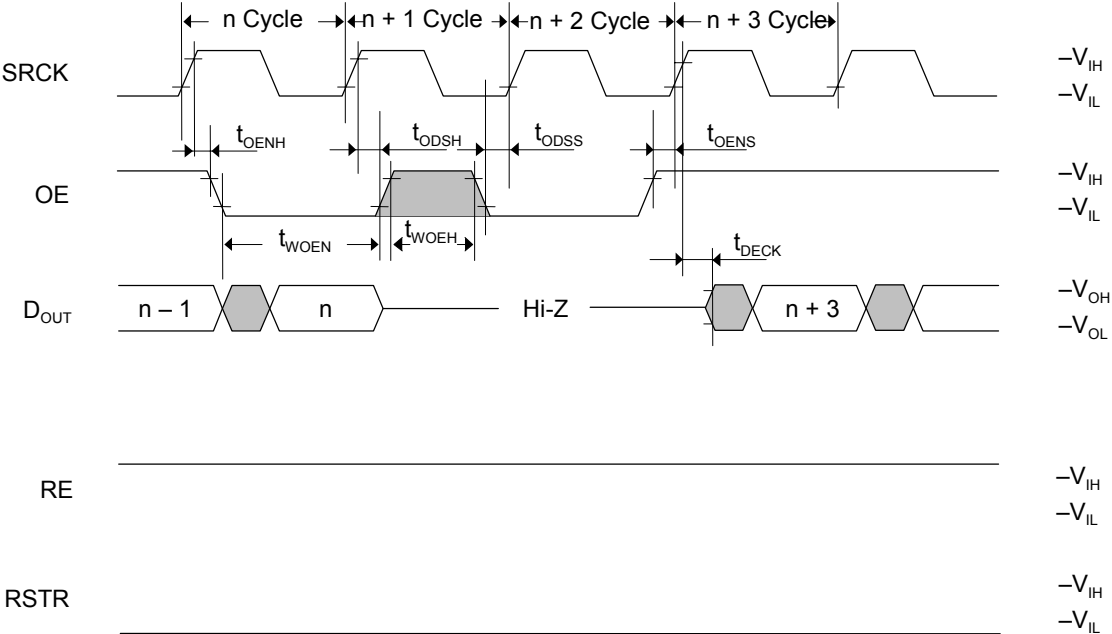 n Cycle n + 1 Cycle n + 2 Cycle n + 3 Cycle
SRCK
–V_IH
–V_IL
t_OENH t_ODSH t_ODSS t_OENS
OE
–V_IH
–V_IL
t_WOEN t_WOEH t_DECK
D_OUT n – 1 n Hi-Z n + 3
–V_OH
–V_OL
RE
–V_IH
–V_IL
RSTR
–V_IH
–V_IL